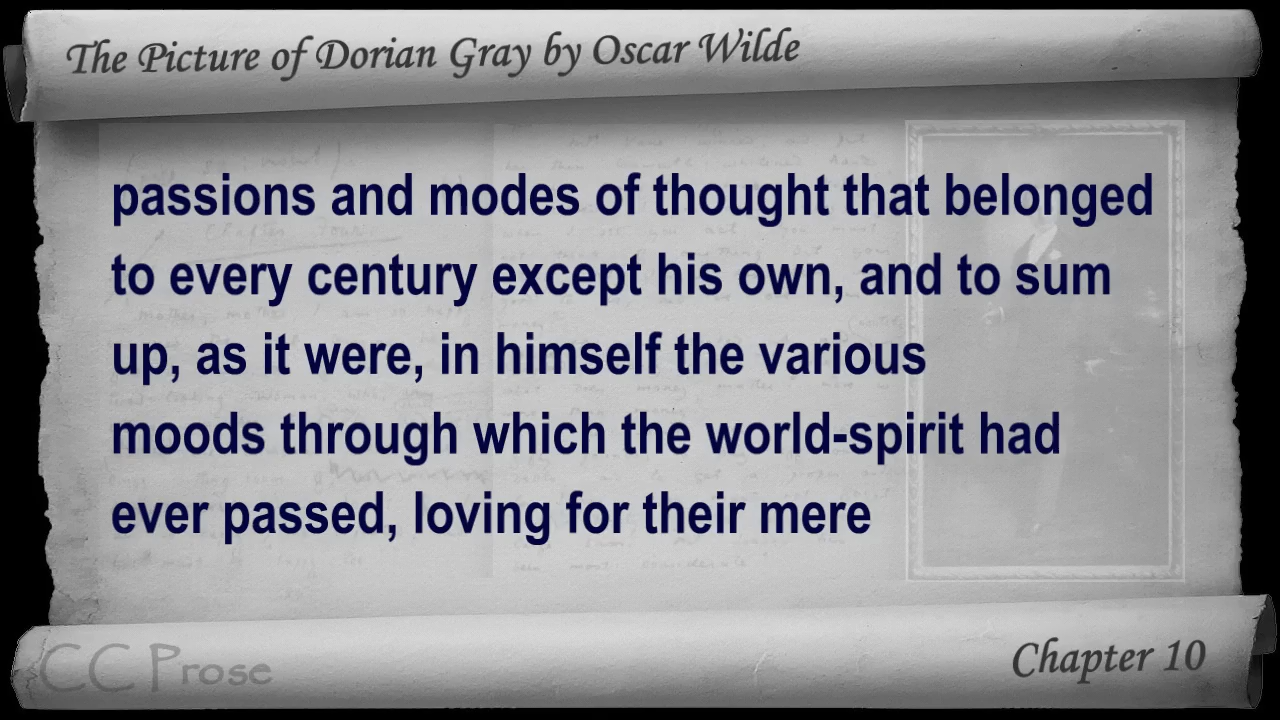 The Picture of Dorian Gray by Oscar Wilde
passions and modes of thought that belonged
to every century except his own, and to sum
up, as it were, in himself the various
moods through which the world-spirit had
ever passed, loving for their mere
CC Prose
Chapter 10